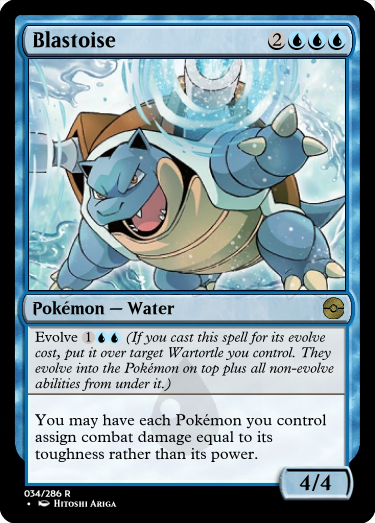 Blastoise 2
Pokémon — Water
Evolve 1 (If you cast this spell for its evolve
cost, put it over target Wartortle you control. They
evolve into the Pokémon on top plus all non-evolve
abilities from under it.)
You may have each Pokémon you control
assign combat damage equal to its
toughness rather than its power.
4/4
034/286 R
• Hitoshi Ariga